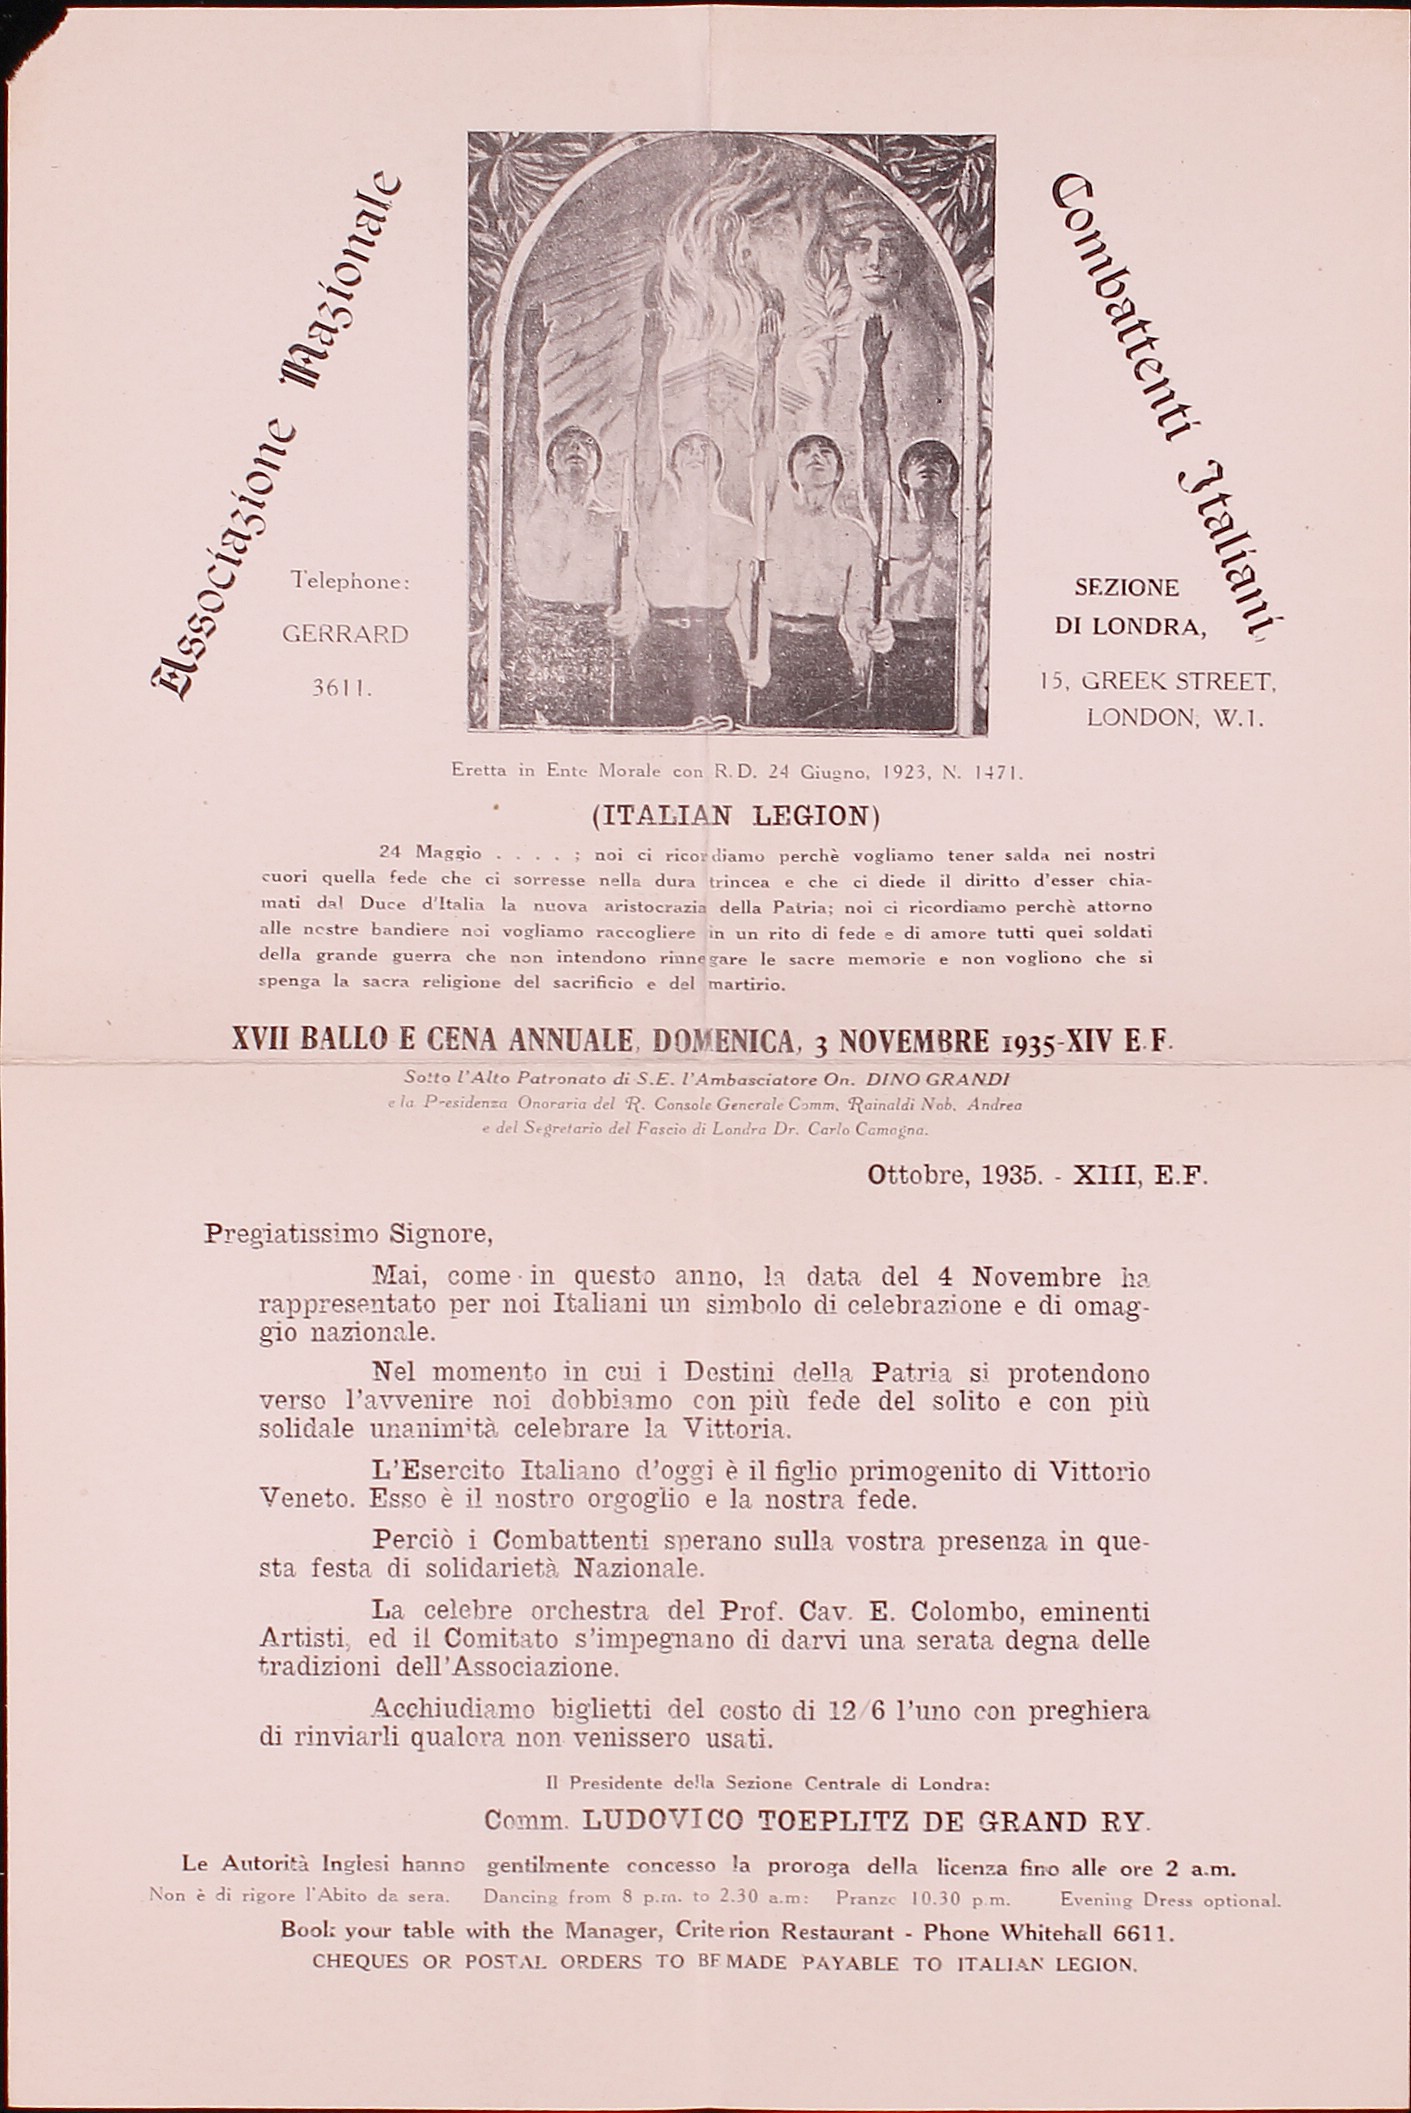 Associazione Nazionale
Combattenti Italiani
Telephone:
GERRARD
3611.
SEZIONE
DI LONDRA,
15, GREEK STREET,
LONDON, W.1.
Eretta in Ente Morale con R.D. 24 Giugno, 1923, N. 1471.
(ITALIAN LEGION)
24 Maggio . . . . ; noi ci ricordiamo perchè vogliamo tener salda nei nostri
cuori quella fede che ci sorresse nella dura trincea e che ci diede il diritto d'esser chia-
mati dal Duce d'Italia la nuova aristocrazia della Patria; noi ci ricordiamo perchè attorno
alle nostre bandiere noi vogliamo raccogliere in un rito di fede e di amore tutti quei soldati
della grande guerra che non intendono rinnegare le sacre memorie e non vogliono che si
spenga la sacra religione del sacrificio e del martirio.
XVII BALLO E CENA ANNUALE, DOMENICA, 3 NOVEMBRE 1935-XIV E.F.
Sotto l'Alto Patronato di S.E. l'Ambasciatore On. DINO GRANDI
e la Presidenza Onoraria del R. Console Generale Comm. Rainaldi Nob. Andrea
e del Segretario del Fascio di Londra Dr. Carlo Camogna.
Ottobre, 1935. - XIII, E.F.
Pregiatissimo Signore,
Mai, come in questo anno, la data del 4 Novembre ha
rappresentato per noi Italiani un simbolo di celebrazione e di omag-
gio nazionale.
Nel momento in cui i Destini della Patria si protendono
verso l'avvenire noi dobbiamo con più fede del solito e con più
solidale unanimità celebrare la Vittoria.
L'Esercito Italiano d'oggi è il figlio primogenito di Vittorio
Veneto. Esso è il nostro orgoglio e la nostra fede.
Perciò i Combattenti sperano sulla vostra presenza in que-
sta festa di solidarietà Nazionale.
La celebre orchestra del Prof. Cav. E. Colombo, eminenti
Artisti, ed il Comitato s'impegnano di darvi una serata degna delle
tradizioni dell'Associazione.
Acchiudiamo biglietti del costo di 12/6 l'uno con preghiera
di rinviarli qualora non venissero usati.
Il Presidente della Sezione Centrale di Londra:
Comm. LUDOVICO TOEPLITZ DE GRAND RY.
Le Autorità Inglesi hanno gentilmente concesso la proroga della licenza fino alle ore 2 a.m.
Non è di rigore l'Abito da sera. Dancing from 8 p.m. to 2.30 a.m: Pranzo 10.30 p.m. Evening Dress optional.
Book your table with the Manager, Criterion Restaurant - Phone Whitehall 6611.
CHEQUES OR POSTAL ORDERS TO BE MADE PAYABLE TO ITALIAN LEGION.